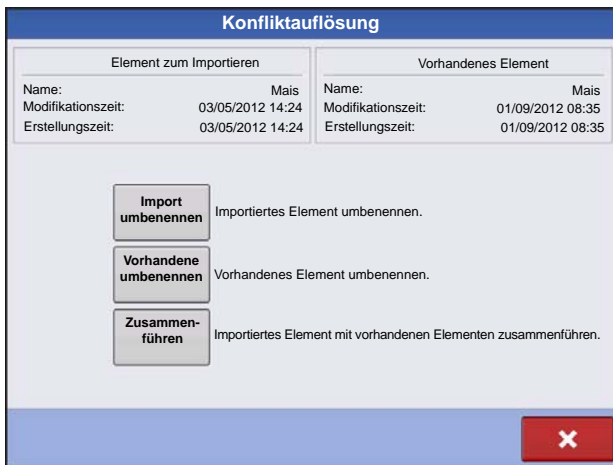 Konfliktauflösung
Element zum Importieren
Name: Mais
Modifikationszeit: 03/05/2012 14:24
Erstellungszeit: 03/05/2012 14:24
Vorhandenes Element
Name: Mais
Modifikationszeit: 01/09/2012 08:35
Erstellungszeit: 01/09/2012 08:35
Import
umbenennen
Importiertes Element umbenennen.
Vorhandene
umbenennen
Vorhandenes Element umbenennen.
Zusammen-
führen
Importiertes Element mit vorhandenen Elementen zusammenführen.